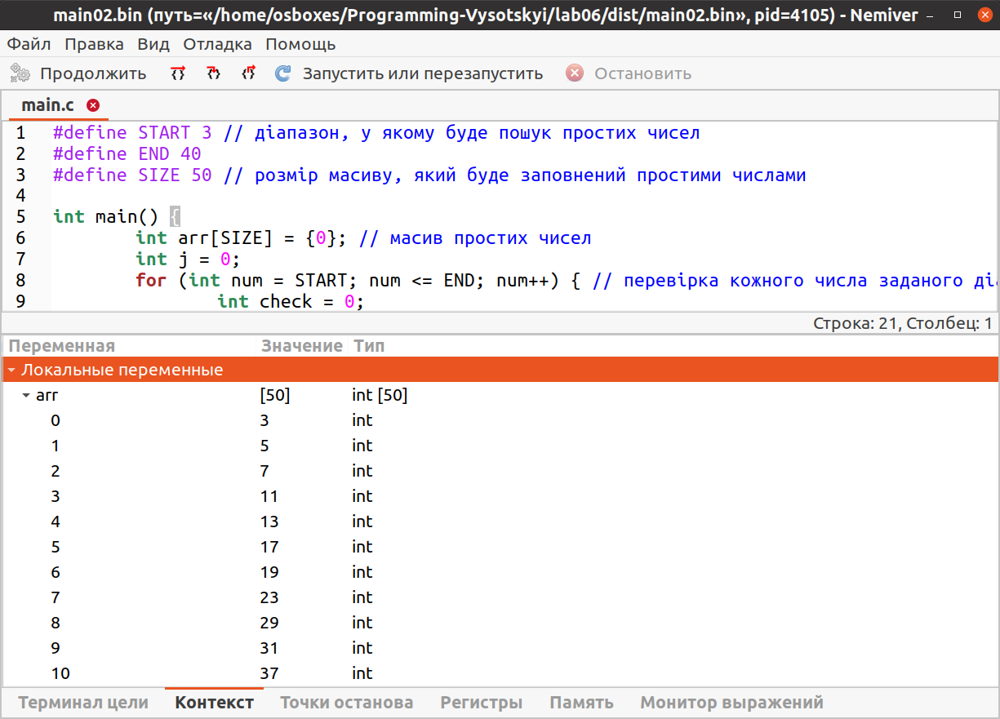 main02.bin (путь=«/home/osboxes/Programming-Vysotskyi/lab06/dist/main02.bin», pid=4105) - Nemiver
Файл Правка Вид Отладка Помощь
Продолжить Запустить или перезапустить Остановить
main.c
1 #define START 3 // діапазон, у якому буде пошук простих чисел
2 #define END 40
3 #define SIZE 50 // розмір масиву, який буде заповнений простими числами
4
5 int main() {
6 int arr[SIZE] = {0}; // масив простих чисел
7 int j = 0;
8 for (int num = START; num <= END; num++) { // перевірка кожного числа заданого
9 int check = 0;
Строка: 21, Столбец: 1
Переменная Значение Тип
Локальные переменные
arr [50] int [50]
0 3 int
1 5 int
2 7 int
3 11 int
4 13 int
5 17 int
6 19 int
7 23 int
8 29 int
9 31 int
10 37 int
Терминал цели Контекст Точки останова Регистры Память Монитор выражений